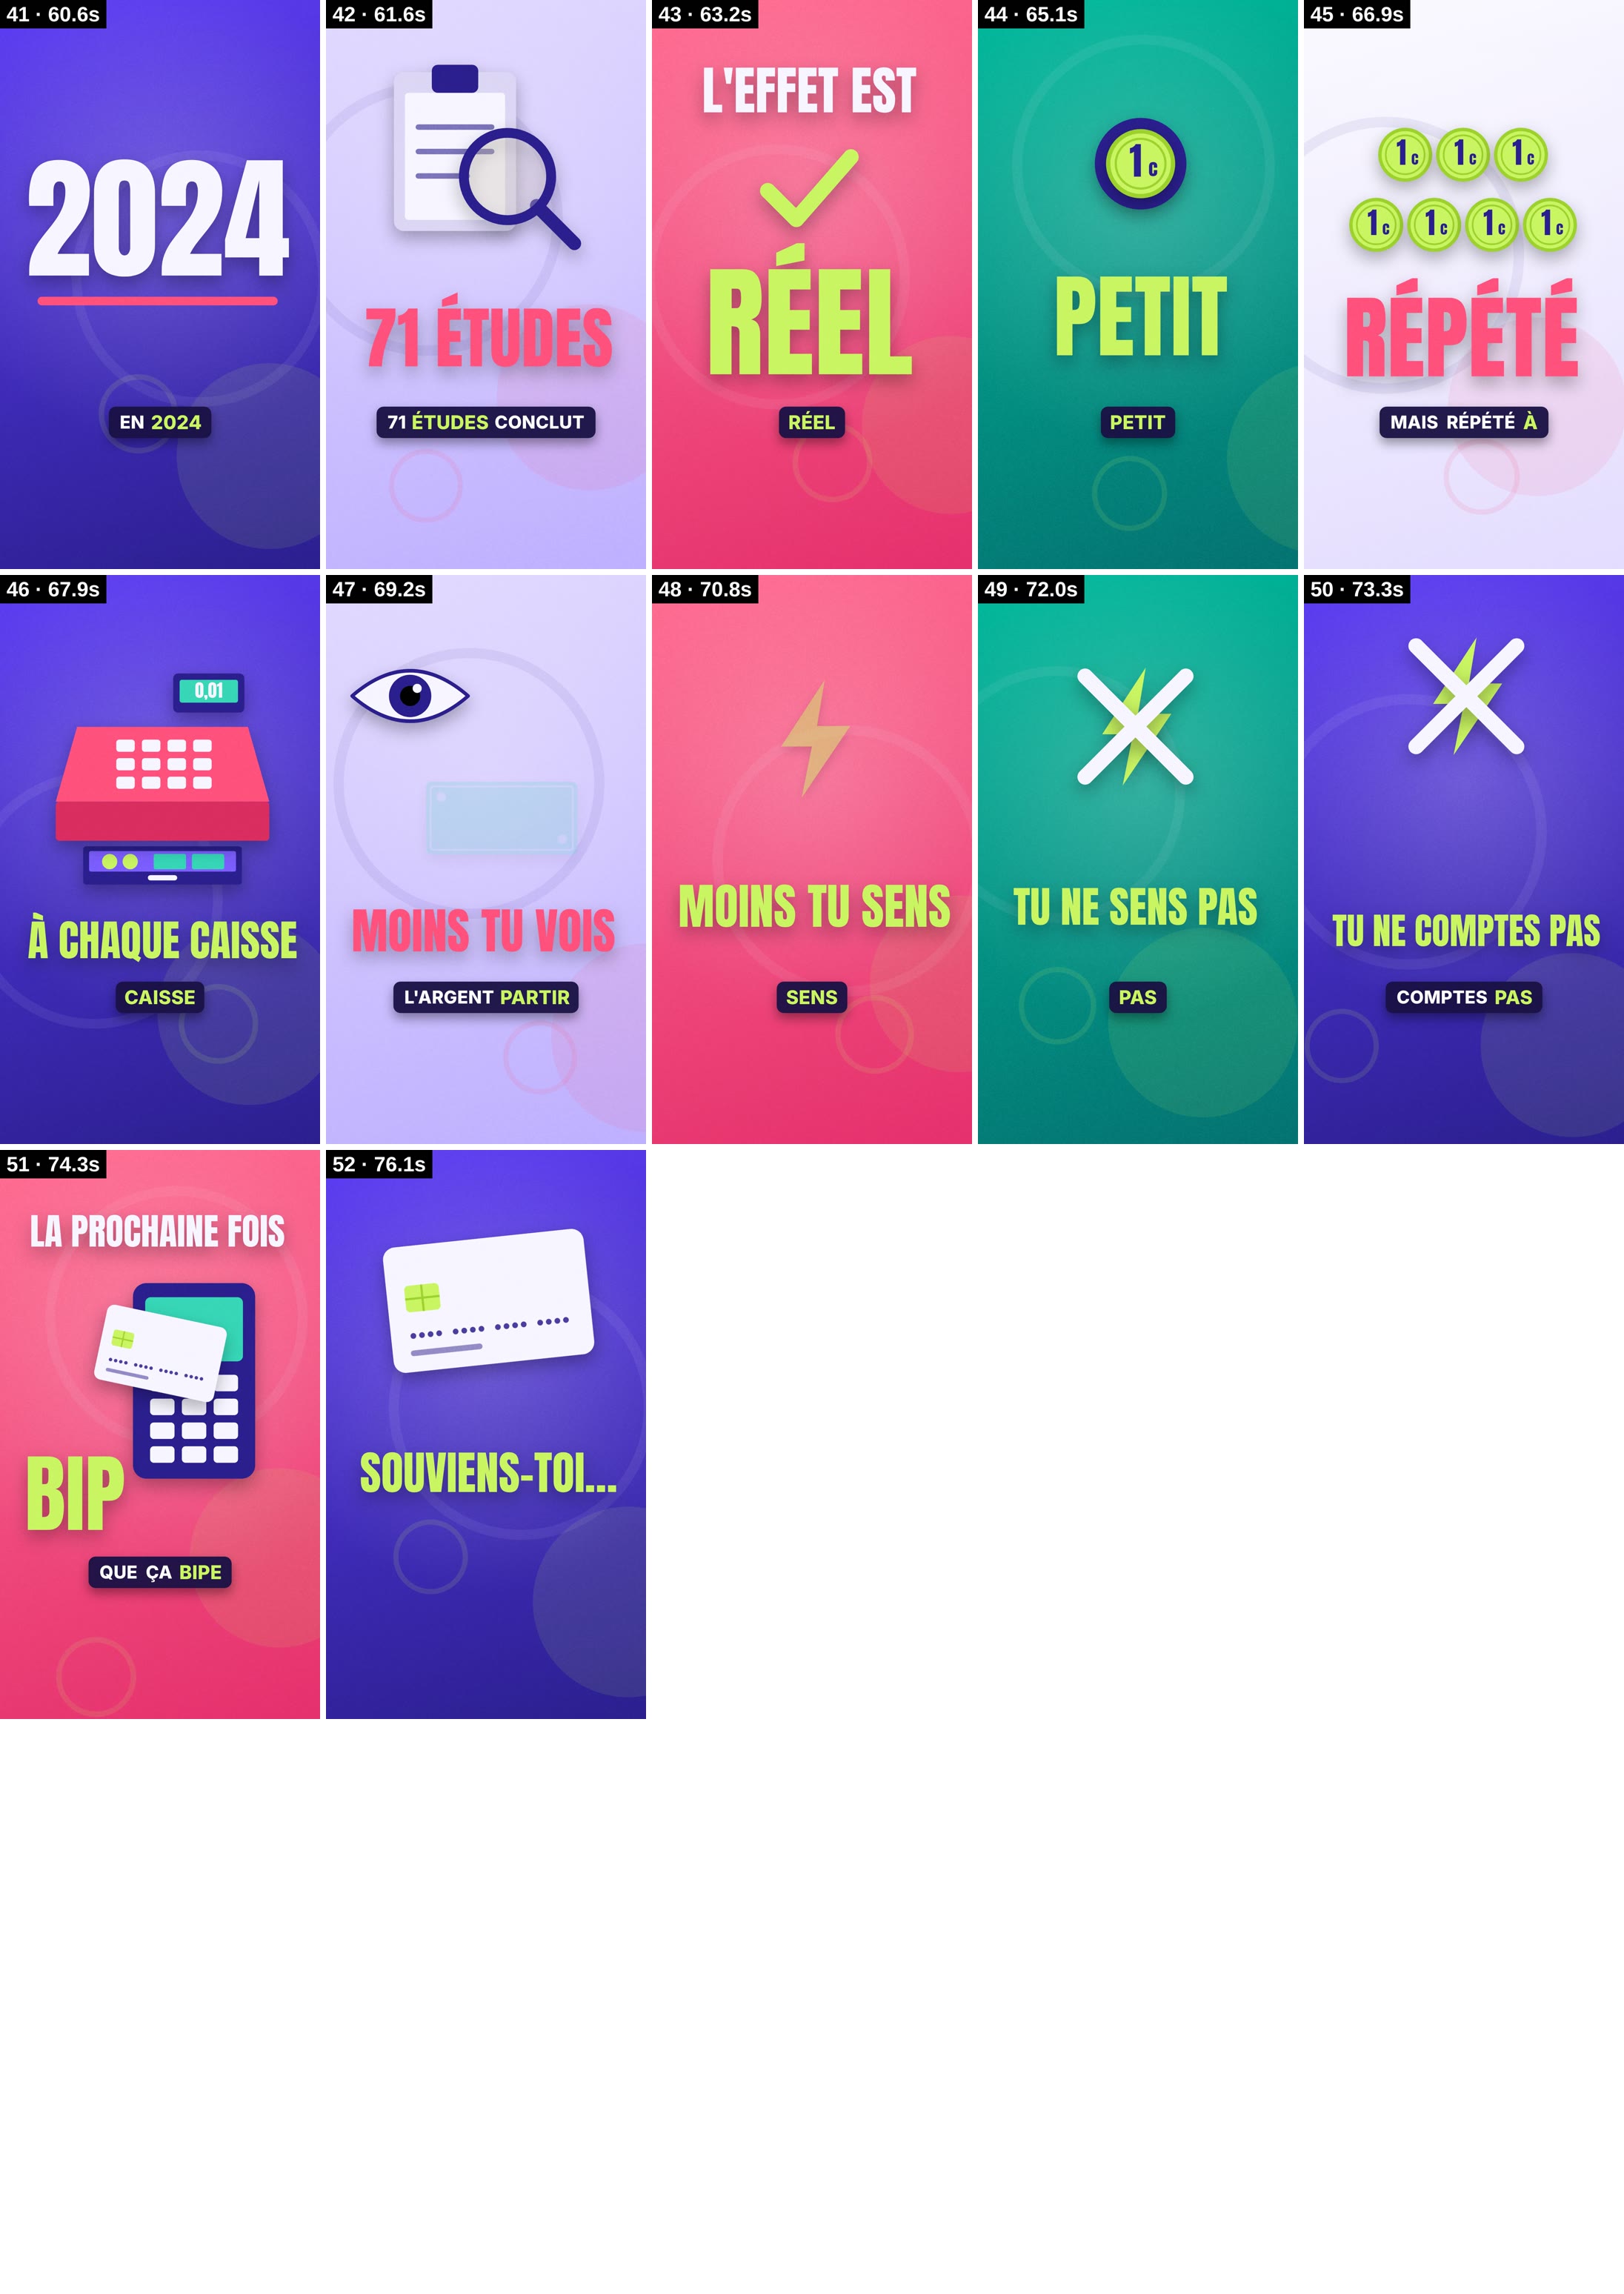 41 · 60.6s
2024
EN 2024
42 · 61.6s
71 ÉTUDES
71 ÉTUDES CONCLUT
43 · 63.2s
L'EFFET EST
RÉEL
RÉEL
44 · 65.1s
1c
PETIT
PETIT
45 · 66.9s
1c 1c 1c
1c 1c 1c 1c
RÉPÉTÉ
MAIS RÉPÉTÉ À
46 · 67.9s
0,01
À CHAQUE CAISSE
CAISSE
47 · 69.2s
MOINS TU VOIS
L'ARGENT PARTIR
48 · 70.8s
MOINS TU SENS
SENS
49 · 72.0s
TU NE SENS PAS
PAS
50 · 73.3s
TU NE COMPTES PAS
COMPTES PAS
51 · 74.3s
LA PROCHAINE FOIS
BIP
QUE ÇA BIPE
52 · 76.1s
SOUVIENS-TOI...